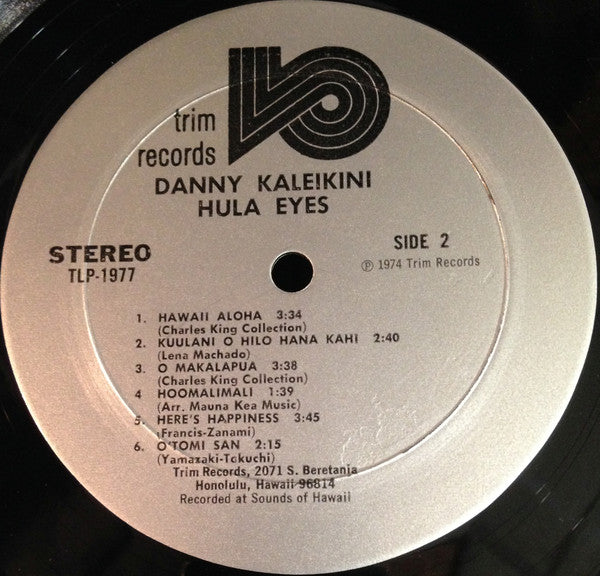 trim
records
DANNY KALEIKINI
HULA EYES
STEREO
TLP-1977
SIDE 2
℗ 1974 Trim Records
1. HAWAII ALOHA 3:34
(Charles King Collection)
2. KUULANI O HILO HANA KAHI 2:40
(Lena Machado)
3. O MAKALAPUA 3:38
(Charles King Collection)
4 HOOMALIMALI 1:39
(Arr. Mauna Kea Music)
5. HERE'S HAPPINESS 3:45
(Francis-Zanami)
6. O'TOMI SAN 2:15
(Yamazaki-Tokuchi)
Trim Records, 2071 S. Beretania
Honolulu, Hawaii 96814
Recorded at Sounds of Hawaii